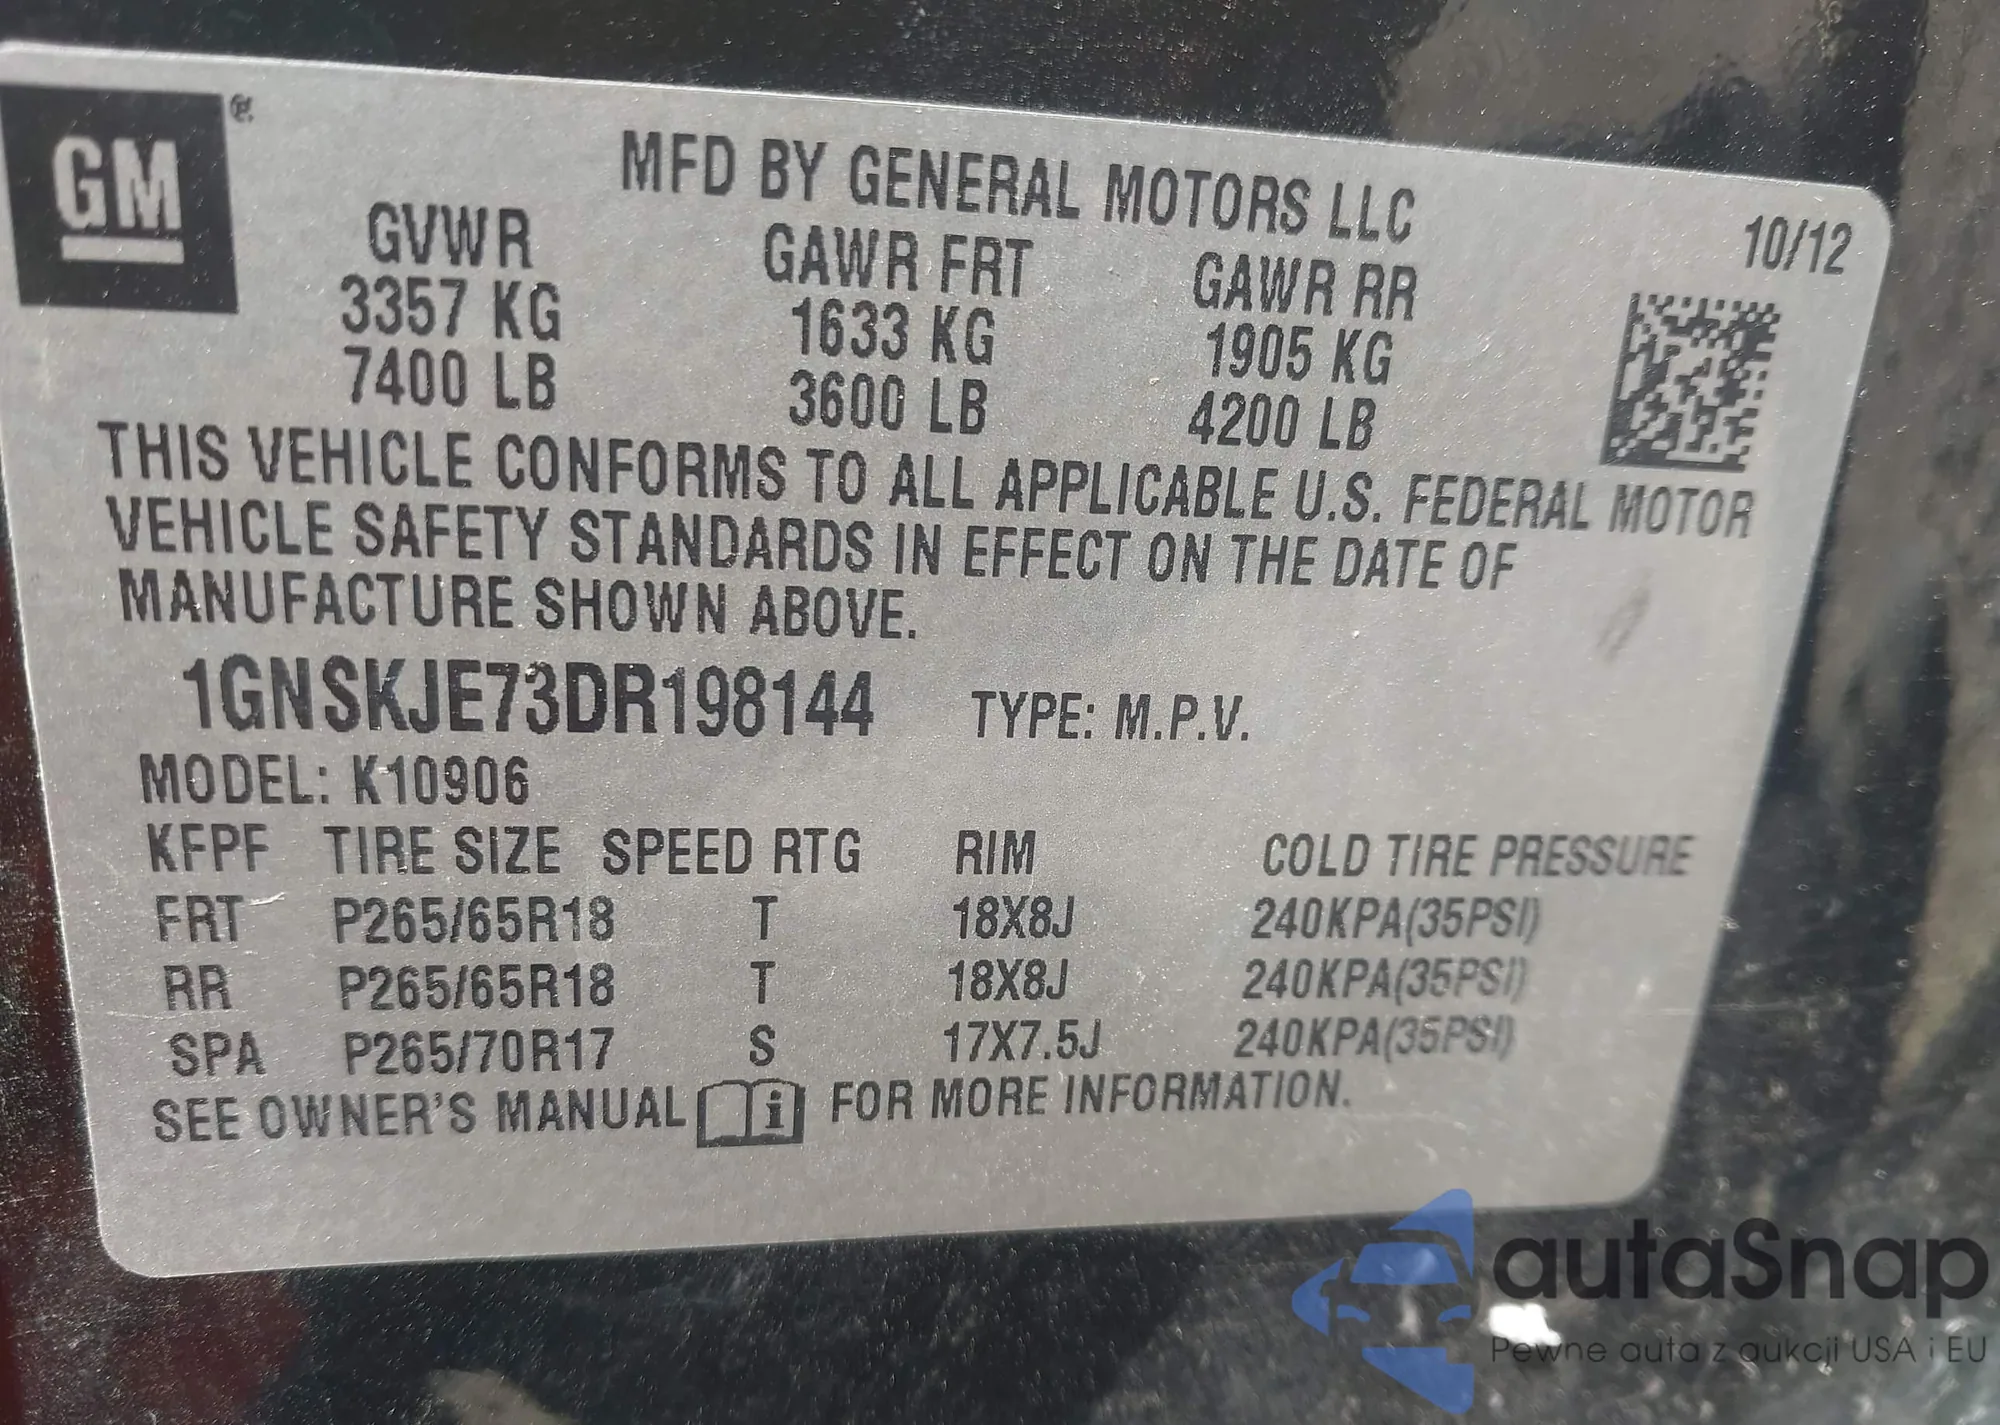 GM®
MFD BY GENERAL MOTORS LLC
10/12
GVWR GAWR FRT GAWR RR
3357 KG 1633 KG 1905 KG
7400 LB 3600 LB 4200 LB
THIS VEHICLE CONFORMS TO ALL APPLICABLE U.S. FEDERAL MOTOR
VEHICLE SAFETY STANDARDS IN EFFECT ON THE DATE OF
MANUFACTURE SHOWN ABOVE.
1GNSKJE73DR198144 TYPE: M.P.V.
MODEL: K10906
KFPF TIRE SIZE SPEED RTG RIM COLD TIRE PRESSURE
FRT P265/65R18 T 18X8J 240KPA(35PSI)
RR P265/65R18 T 18X8J 240KPA(35PSI)
SPA P265/70R17 S 17X7.5J 240KPA(35PSI)
SEE OWNER'S MANUAL i FOR MORE INFORMATION.
autaSnap
Pewne auta z aukcji USA i EU